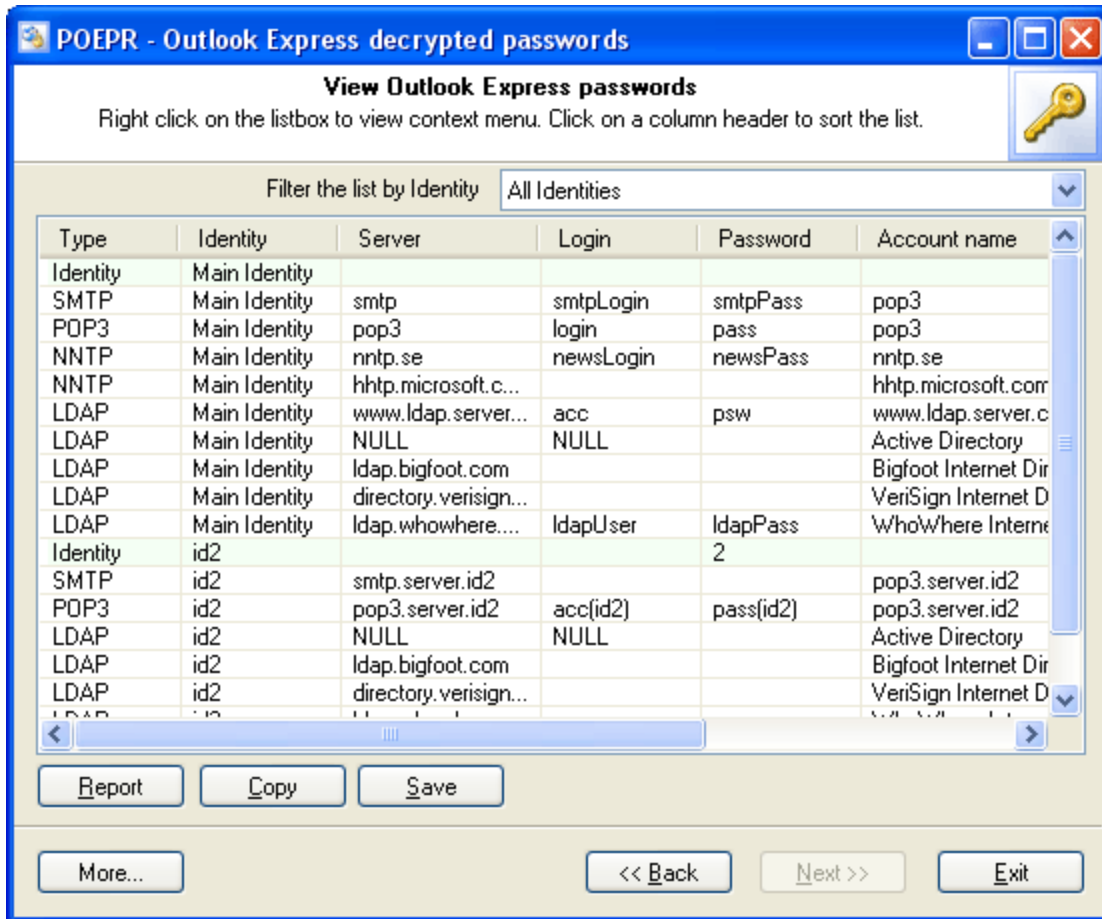 POEPR - Outlook Express decrypted passwords
View Outlook Express passwords
Right click on the listbox to view context menu. Click on a column header to sort the list.
Filter the list by Identity All Identities
Type Identity Server Login Password Account name
Identity Main Identity
SMTP Main Identity smtp smtpLogin smtpPass pop3
POP3 Main Identity pop3 login pass pop3
NNTP Main Identity nntp.se newsLogin newsPass nntp.se
NNTP Main Identity hhtp.microsoft.c... hhtp.microsoft.com
LDAP Main Identity www.ldap.server... acc psw www.ldap.server.c
LDAP Main Identity NULL NULL Active Directory
LDAP Main Identity ldap.bigfoot.com Bigfoot Internet Dir
LDAP Main Identity directory.verisign... VeriSign Internet D
LDAP Main Identity ldap.whowhere.... ldapUser ldapPass WhoWhere Interne
Identity id2 2
SMTP id2 smtp.server.id2 pop3.server.id2
POP3 id2 pop3.server.id2 acc(id2) pass(id2) pop3.server.id2
LDAP id2 NULL NULL Active Directory
LDAP id2 ldap.bigfoot.com Bigfoot Internet Dir
LDAP id2 directory.verisign... VeriSign Internet D
Report Copy Save
More... << Back Next >> Exit